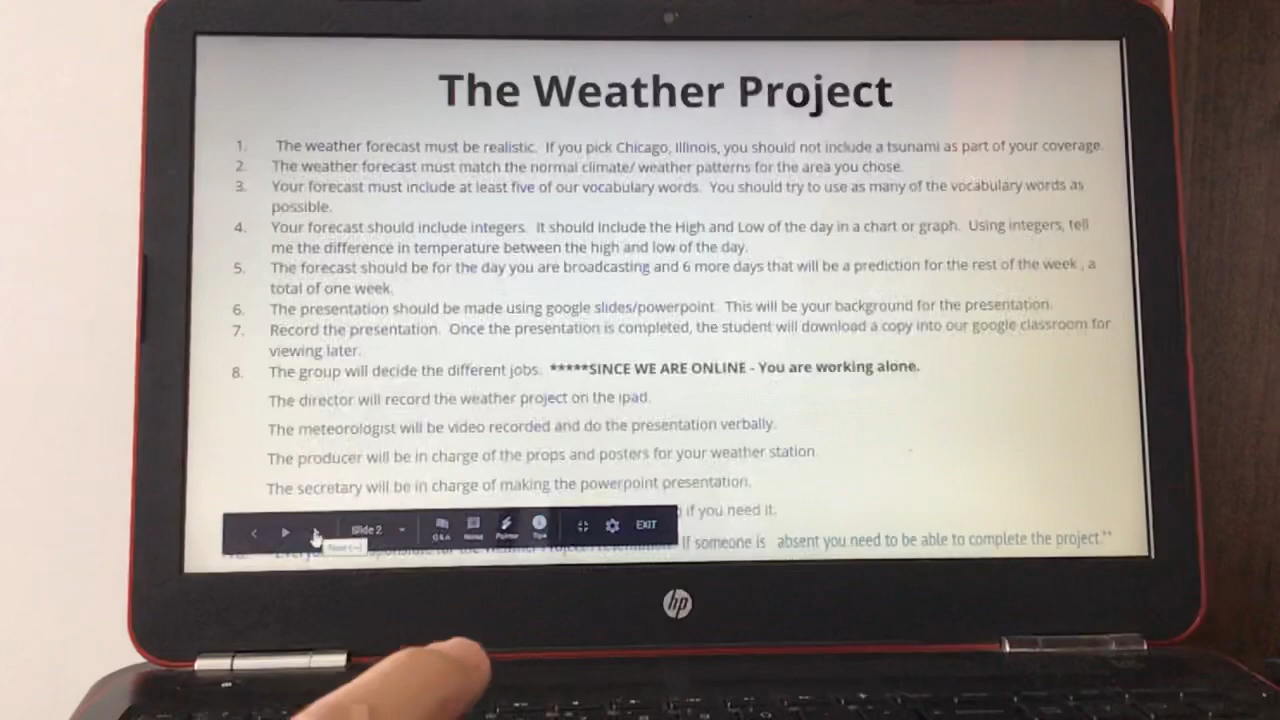 The Weather Project
1. The weather forecast must be realistic. If you pick Chicago, Illinois, you should not include a tsunami as part of your coverage.
2. The weather forecast must match the normal climate/ weather patterns for the area you chose.
3. Your forecast must include at least five of our vocabulary words. You should try to use as many of the vocabulary words as
possible.
4. Your forecast should include integers. It should include the High and Low of the day in a chart or graph. Using integers, tell
me the difference in temperature between the high and low of the day.
5. The forecast should be for the day you are broadcasting and 6 more days that will be a prediction for the rest of the week , a
total of one week.
6. The presentation should be made using google slides/powerpoint. This will be your background for the presentation.
7. Record the presentation. Once the presentation is completed, the student will download a copy into our google classroom for
viewing later.
8. The group will decide the different jobs. *****SINCE WE ARE ONLINE - You are working alone.
The director will record the weather project on the ipad.
The meteorologist will be video recorded and do the presentation verbally.
The producer will be in charge of the props and posters for your weather station.
The secretary will be in charge of making the powerpoint presentation.
if you need it.
Slide 2 Q&A Notes Pointer Tips EXIT
If someone is absent you need to be able to complete the project.**
hp